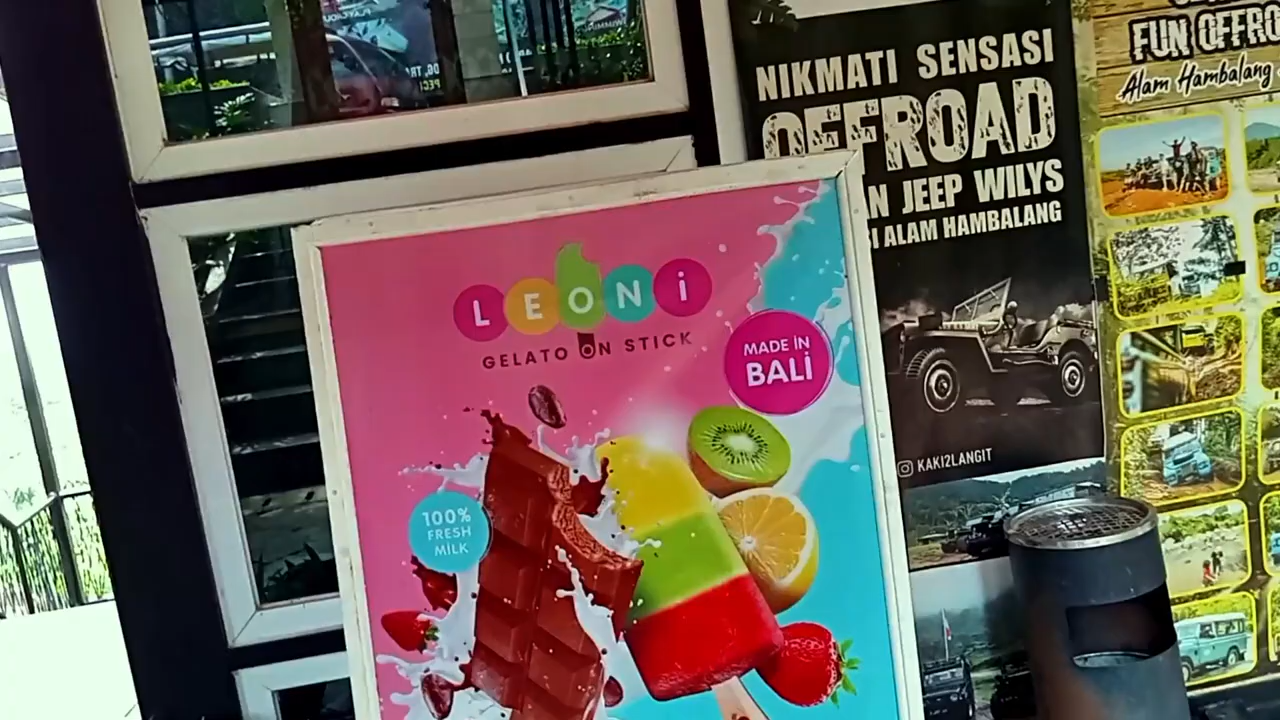 NIKMATI SENSASI
OFFROAD
N JEEP WILYS
I ALAM HAMBALANG
KAKI2LANGIT
FUN OFFRO
Alam Hambalang
LEONi
GELATO ON STICK
MADE iN
BALi
100%
FRESH
MiLK